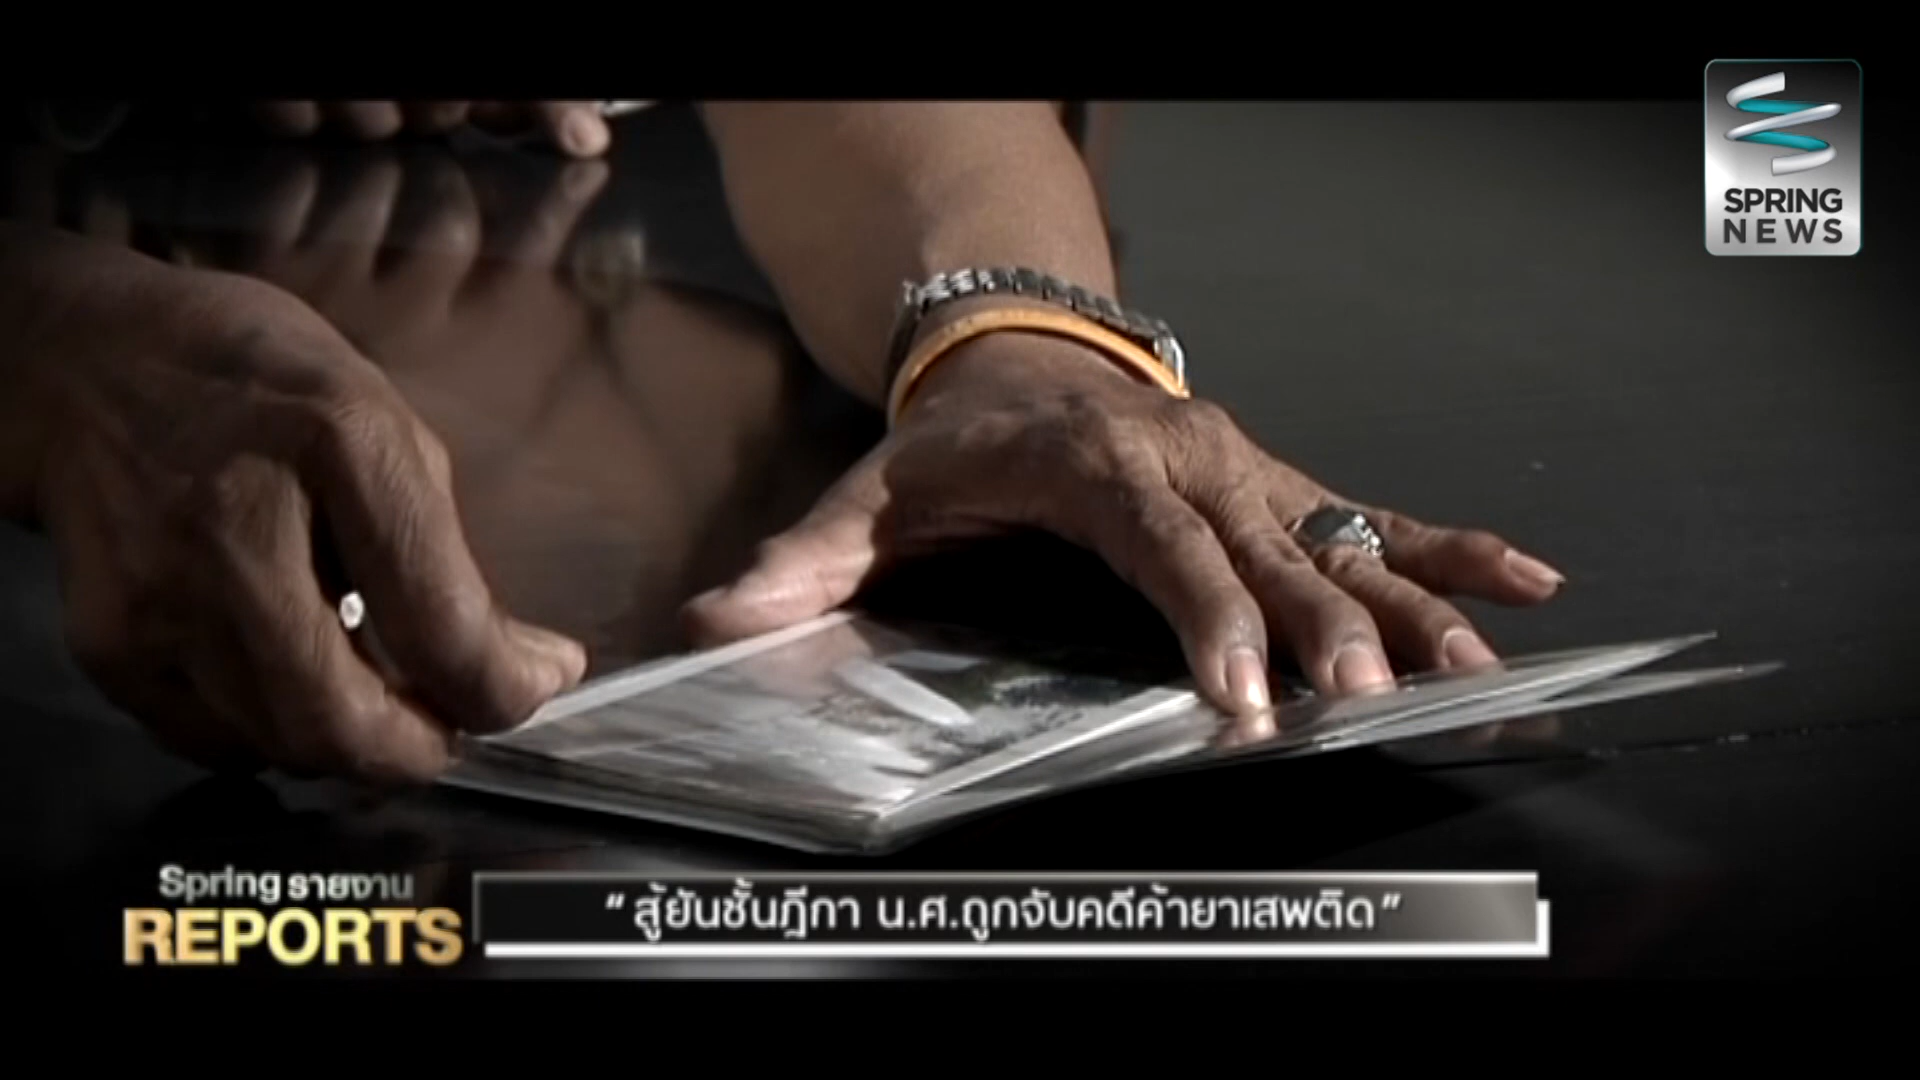 SPRING
NEWS
Spring รายงาน
REPORTS
“ สู้ยันชั้นฎีกา น.ศ.ถูกจับคดีค้ายาเสพติด”